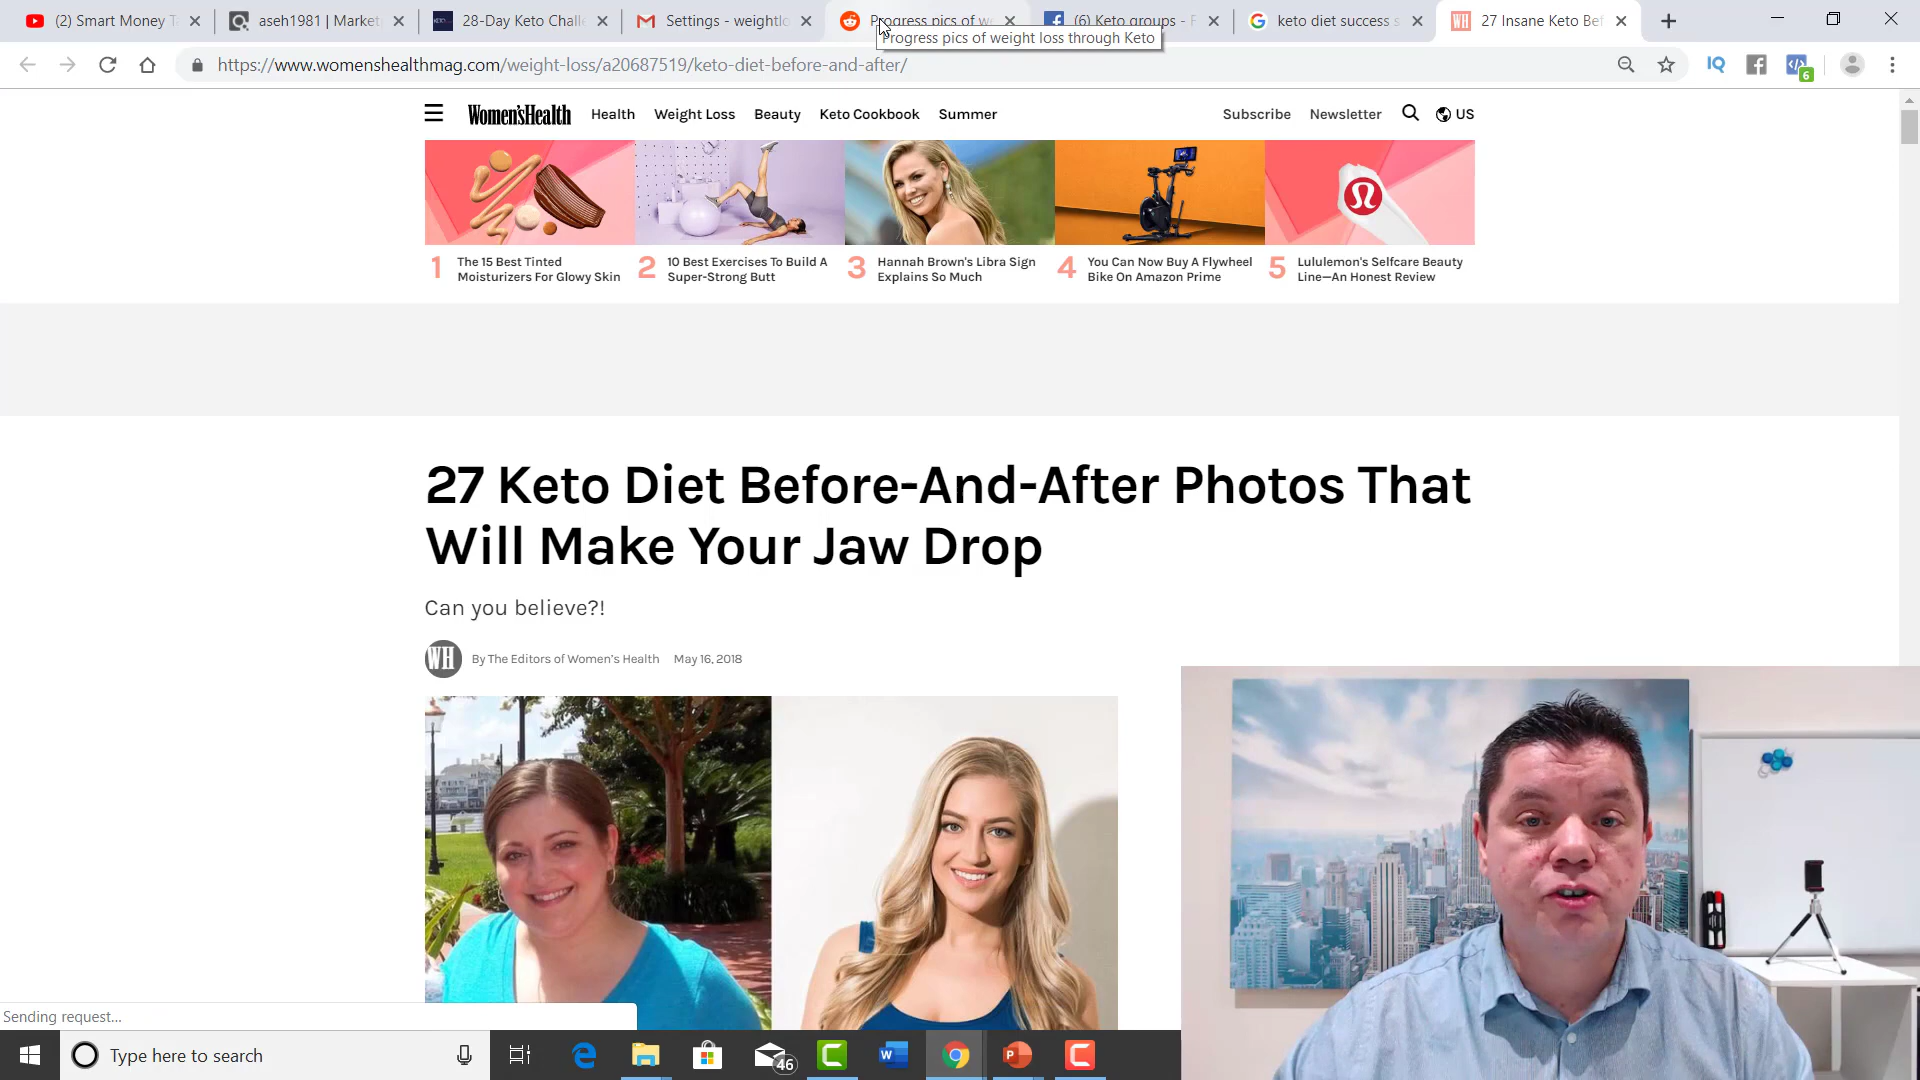 (2) Smart Money T
aseh1981 | Market
28-Day Keto Chall
Settings - weightlo
Progress pics of we
(6) Keto groups - F
keto diet success s
27 Insane Keto Bef
Progress pics of weight loss through Keto
https://www.womenshealthmag.com/weight-loss/a20687519/keto-diet-before-and-after/
IQ
6
Women'sHealth
Health
Weight Loss
Beauty
Keto Cookbook
Summer
Subscribe
Newsletter
US
1
The 15 Best Tinted
Moisturizers For Glowy Skin
2
10 Best Exercises To Build A
Super-Strong Butt
3
Hannah Brown's Libra Sign
Explains So Much
4
You Can Now Buy A Flywheel
Bike On Amazon Prime
5
Lululemon's Selfcare Beauty
Line—An Honest Review
27 Keto Diet Before-And-After Photos That
Will Make Your Jaw Drop
Can you believe?!
WH
By The Editors of Women's Health
May 16, 2018
Sending request...
Type here to search
46